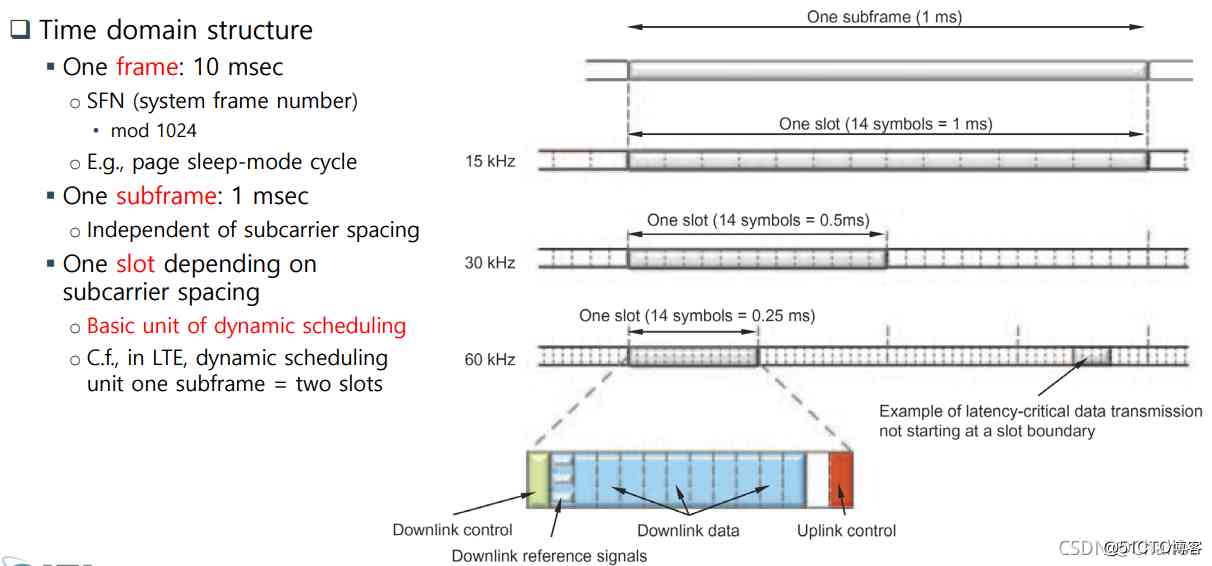 Time domain structure
One frame: 10 msec
SFN (system frame number)
mod 1024
E.g., page sleep-mode cycle
One subframe: 1 msec
Independent of subcarrier spacing
One slot depending on
subcarrier spacing
Basic unit of dynamic scheduling
C.f., in LTE, dynamic scheduling
unit one subframe = two slots
One subframe (1 ms)
One slot (14 symbols = 1 ms)
15 kHz
One slot (14 symbols = 0.5ms)
30 kHz
One slot (14 symbols = 0.25 ms)
60 kHz
Example of latency-critical data transmission
not starting at a slot boundary
Downlink control
Downlink data
Uplink control
Downlink reference signals
CSDN
@51CTO博客